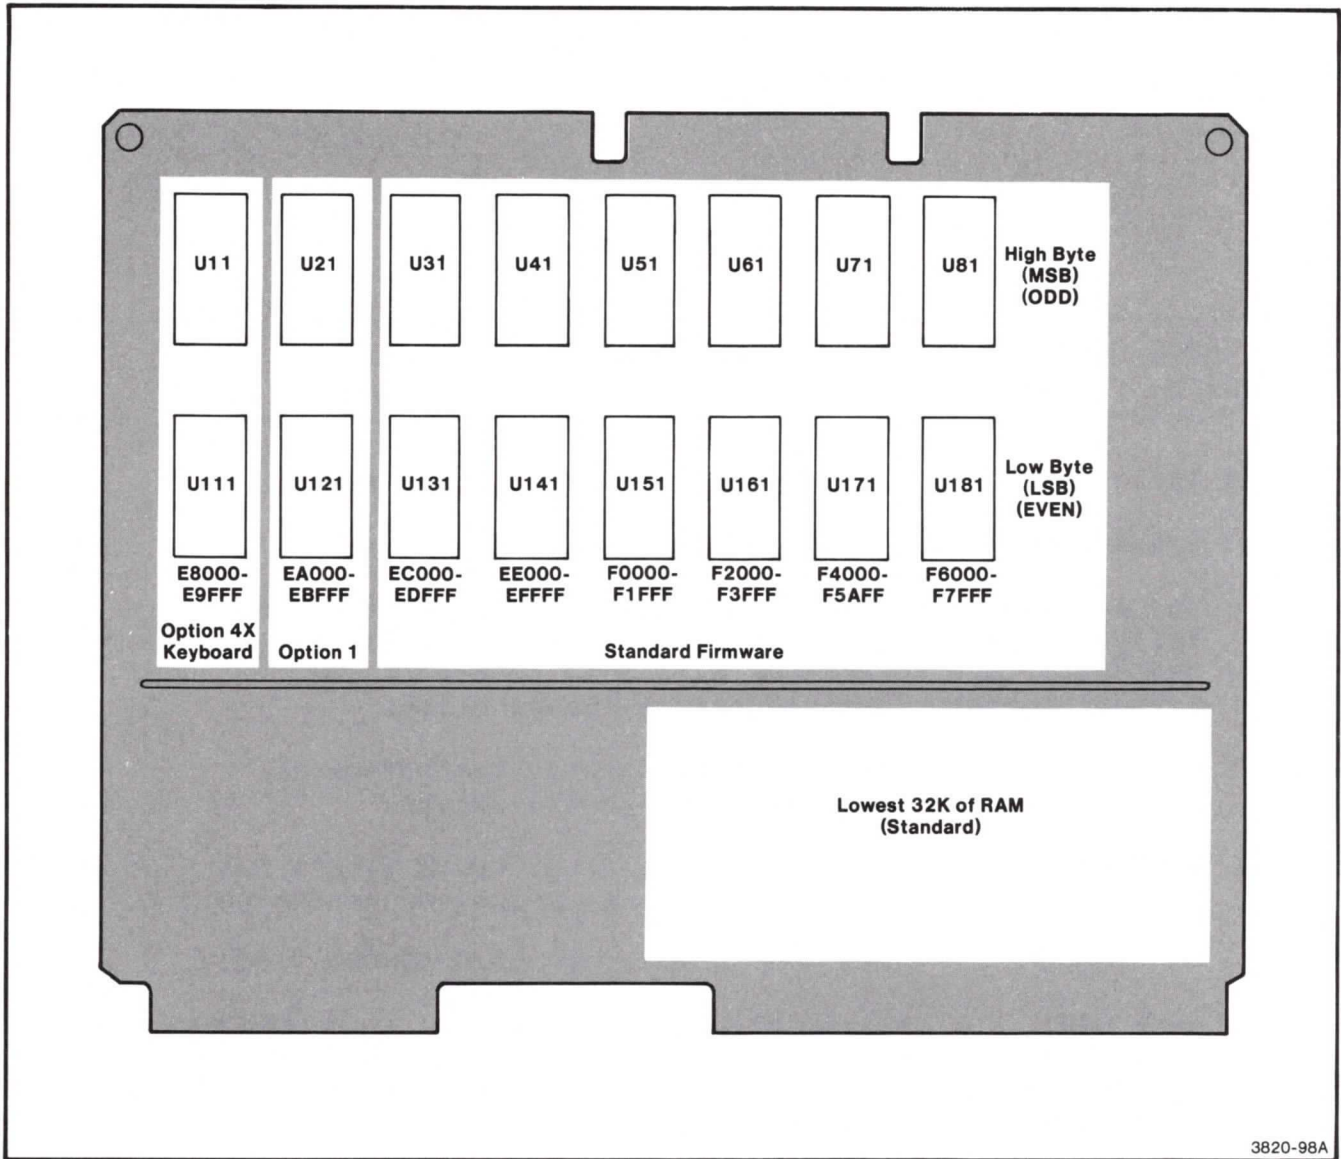 U11 U21 U31 U41 U51 U61 U71 U81
High Byte
(MSB)
(ODD)
U111 U121 U131 U141 U151 U161 U171 U181
Low Byte
(LSB)
(EVEN)
E8000- EA000- EC000- EE000- F0000- F2000- F4000- F6000-
E9FFF EBFFF EDFFF EFFFF F1FFF F3FFF F5AFF F7FFF
Option 4X
Keyboard Option 1 Standard Firmware
Lowest 32K of RAM
(Standard)
3820-98A